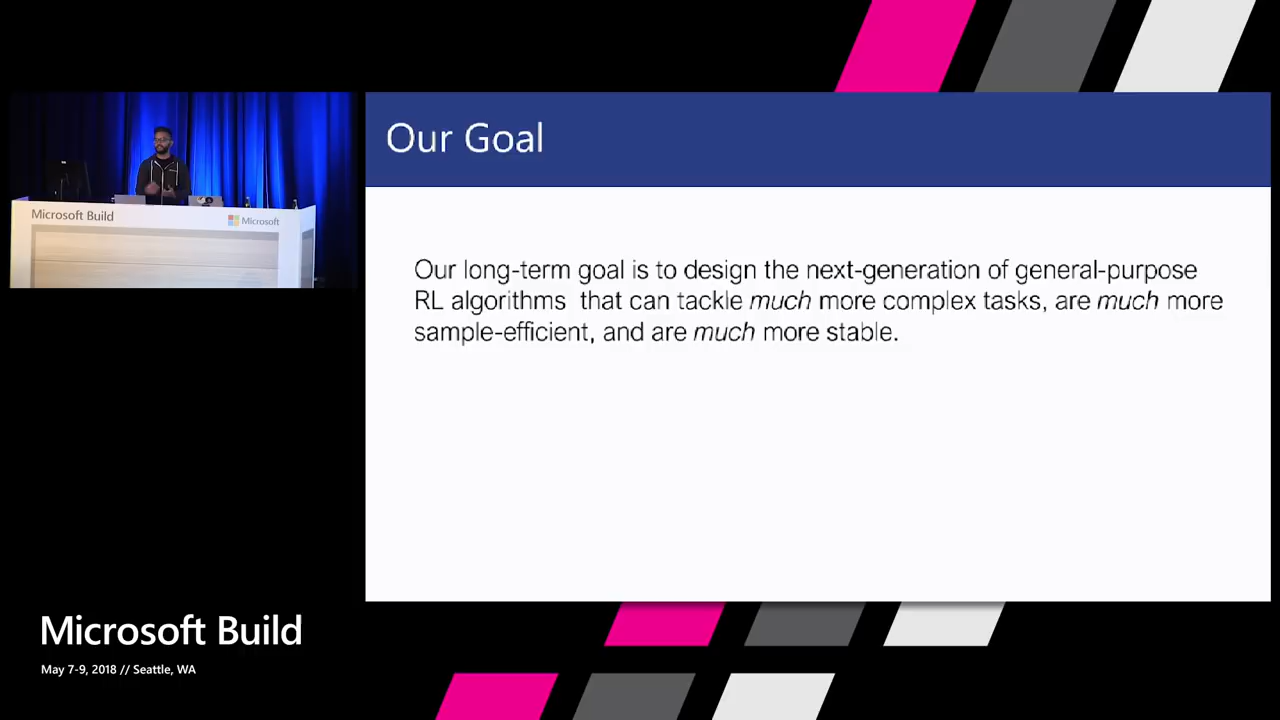 Our Goal
Microsoft Build
Microsoft
Our long-term goal is to design the next-generation of general-purpose
RL algorithms that can tackle much more complex tasks, are much more
sample-efficient, and are much more stable.
Microsoft Build
May 7-9, 2018 // Seattle, WA